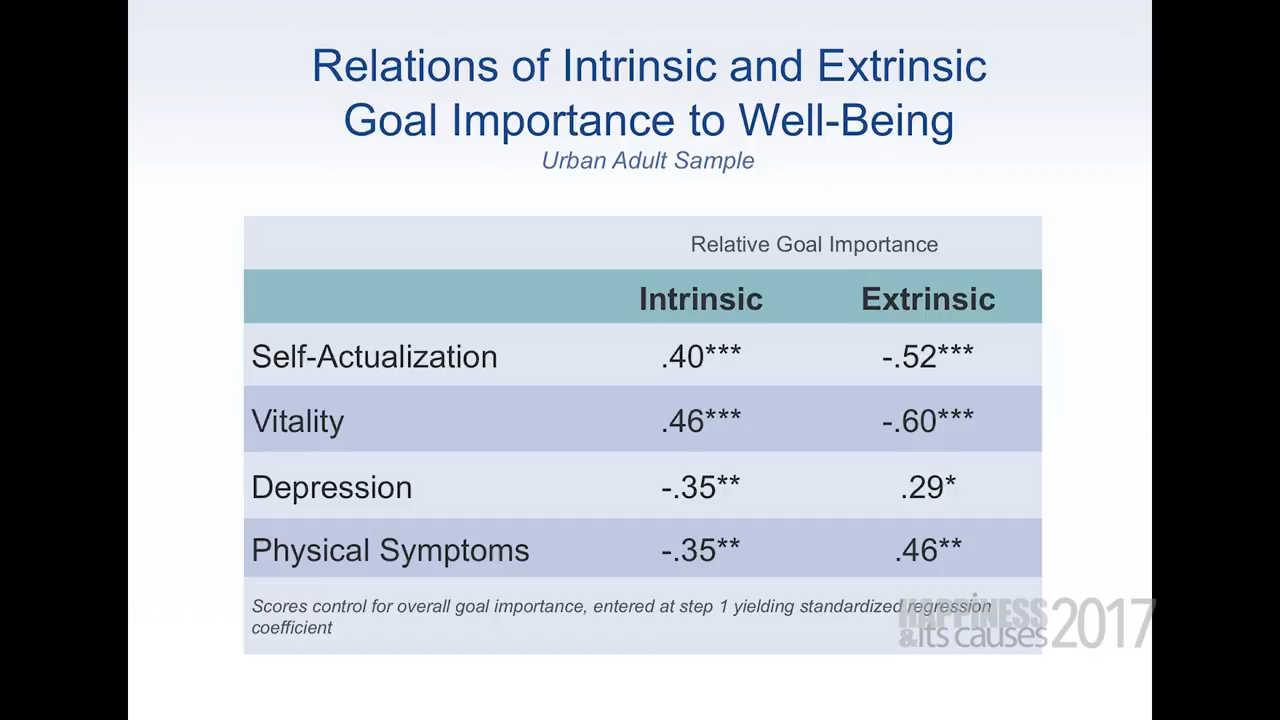 Relations of Intrinsic and Extrinsic
Goal Importance to Well-Being
Urban Adult Sample
Relative Goal Importance
Intrinsic Extrinsic
Self-Actualization .40*** -.52***
Vitality .46*** -.60***
Depression -.35** .29*
Physical Symptoms -.35** .46**
Scores control for overall goal importance, entered at step 1 yielding standardized regression
coefficient
HAPPINESS
&its causes 2017